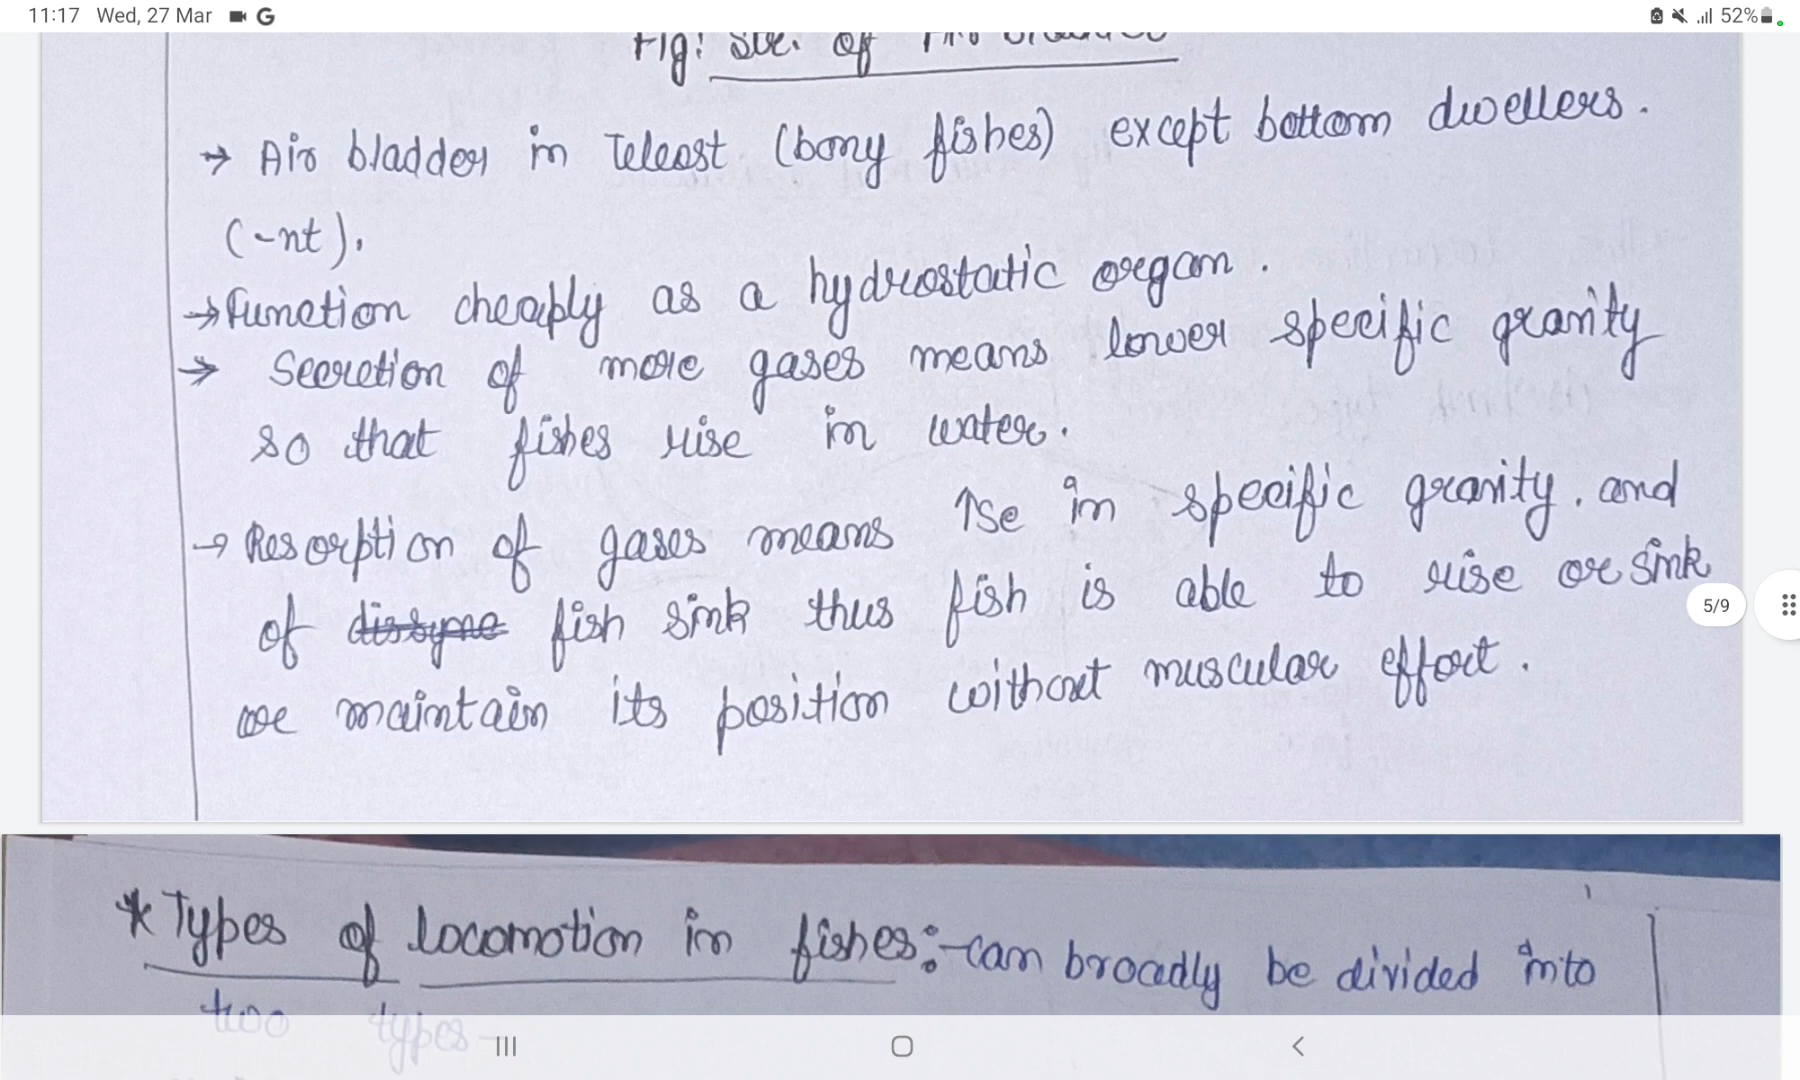 11:17 Wed, 27 Mar G 52%
Fig: Str. of Air bladder
→ Air bladder in Teleost (bony fishes) except bottom dwellers.
(-nt).
→ Function cheaply as a hydrostatic organ.
→ Secretion of more gases means lower specific gravity
so that fishes rise in water.
→ Resorption of gases means ↑se in specific gravity. and
of fish sink thus fish is able to rise or sink
or maintain its position without muscular effort.
5/9
* Types of locomotion in fishes:- can broadly be divided into
two types-